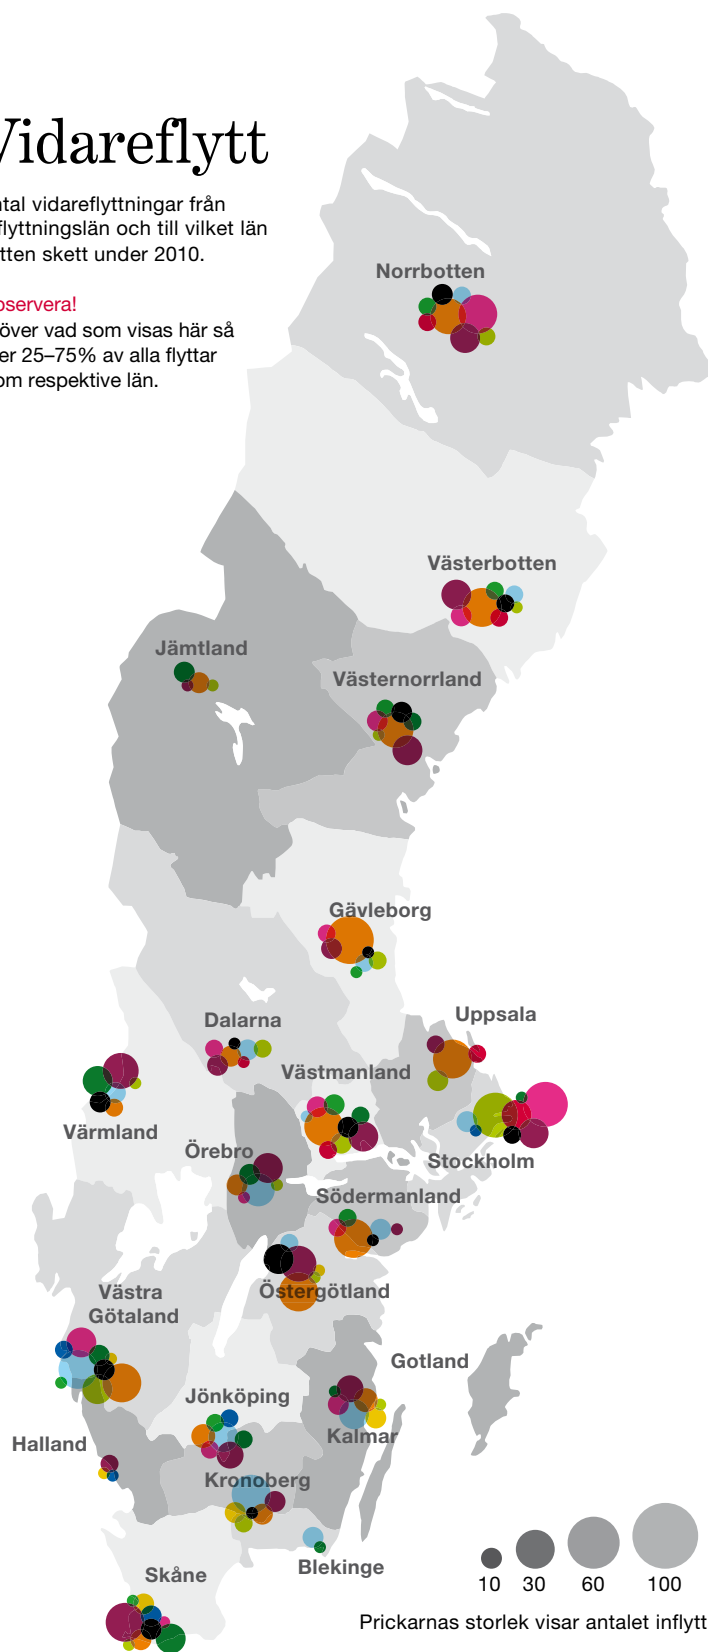 Vidareflytt
ntal vidareflyttningar från
flyttningslän och till vilket län
tten skett under 2010.
bservera!
över vad som visas här så
er 25–75% av alla flyttar
om respektive län.
Norrbotten
Västerbotten
Jämtland
Västernorrland
Gävleborg
Uppsala
Dalarna
Västmanland
Värmland
Örebro
Stockholm
Södermanland
Västra
Götaland
Östergötland
Gotland
Jönköping
Kalmar
Halland
Kronoberg
Blekinge
Skåne
10 30 60 100
Prickarnas storlek visar antalet inflytt